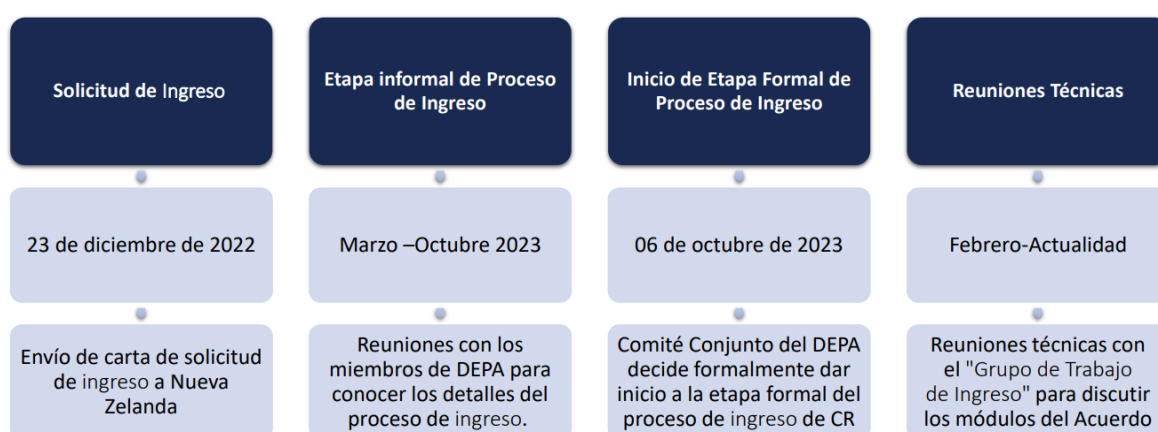 Solicitud de Ingreso
23 de diciembre de 2022
Envío de carta de solicitud
de ingreso a Nueva
Zelanda
Etapa informal de Proceso
de Ingreso
Marzo –Octubre 2023
Reuniones con los
miembros de DEPA para
conocer los detalles del
proceso de ingreso.
Inicio de Etapa Formal de
Proceso de Ingreso
06 de octubre de 2023
Comité Conjunto del DEPA
decide formalmente dar
inicio a la etapa formal del
proceso de ingreso de CR
Reuniones Técnicas
Febrero-Actualidad
Reuniones técnicas con
el "Grupo de Trabajo
de Ingreso" para discutir
los módulos del Acuerdo